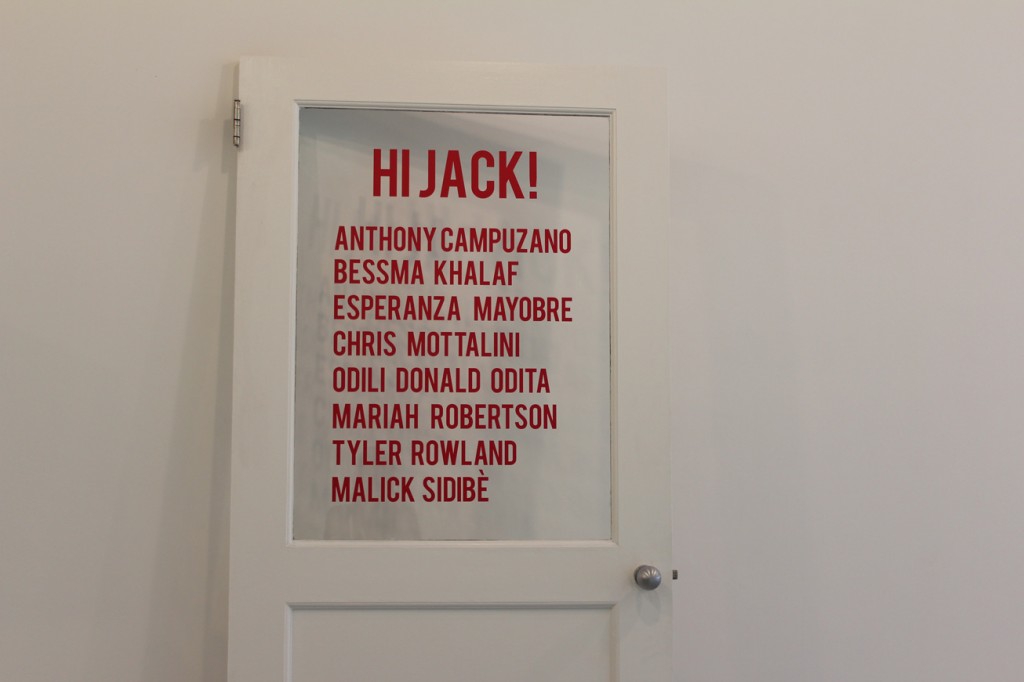 HI JACK!
ANTHONY CAMPUZANO
BESSMA KHALAF
ESPERANZA MAYOBRE
CHRIS MOTTALINI
ODILI DONALD ODITA
MARIAH ROBERTSON
TYLER ROWLAND
MALICK SIDIBÈ